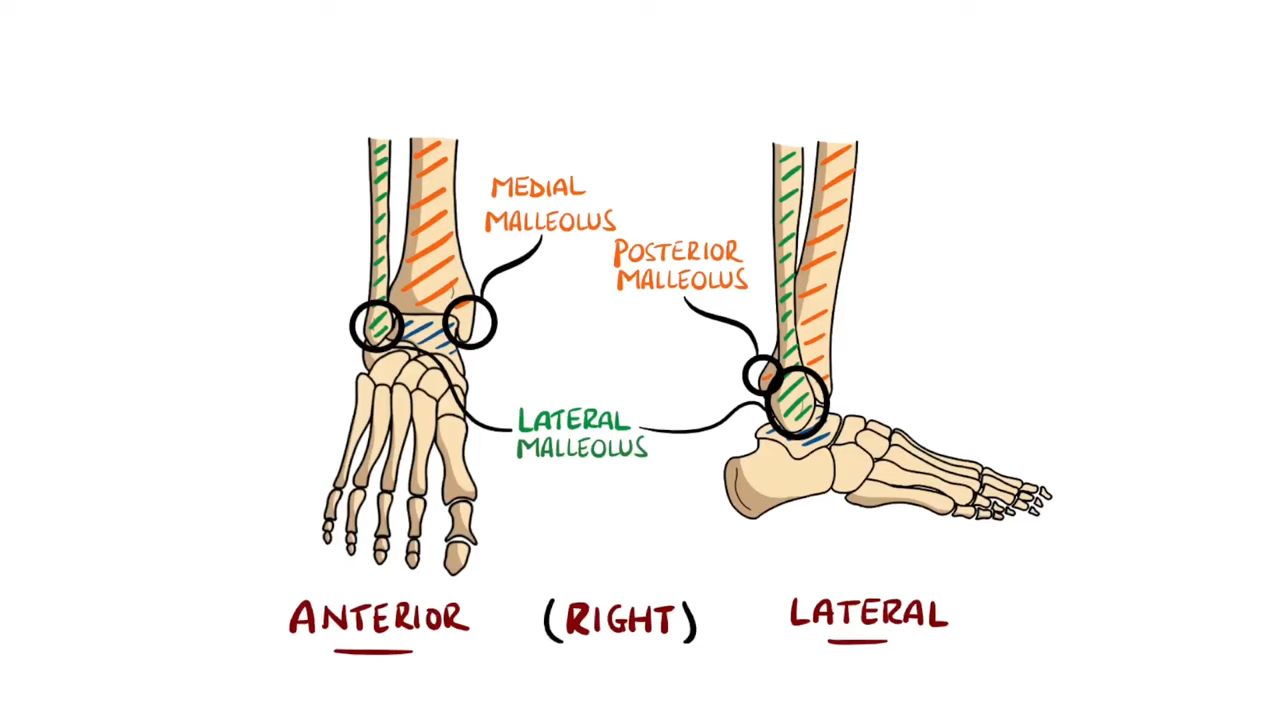 MEDIAL
MALLEOLUS
POSTERIOR
MALLEOLUS
LATERAL
MALLEOLUS
ANTERIOR
(RIGHT)
LATERAL